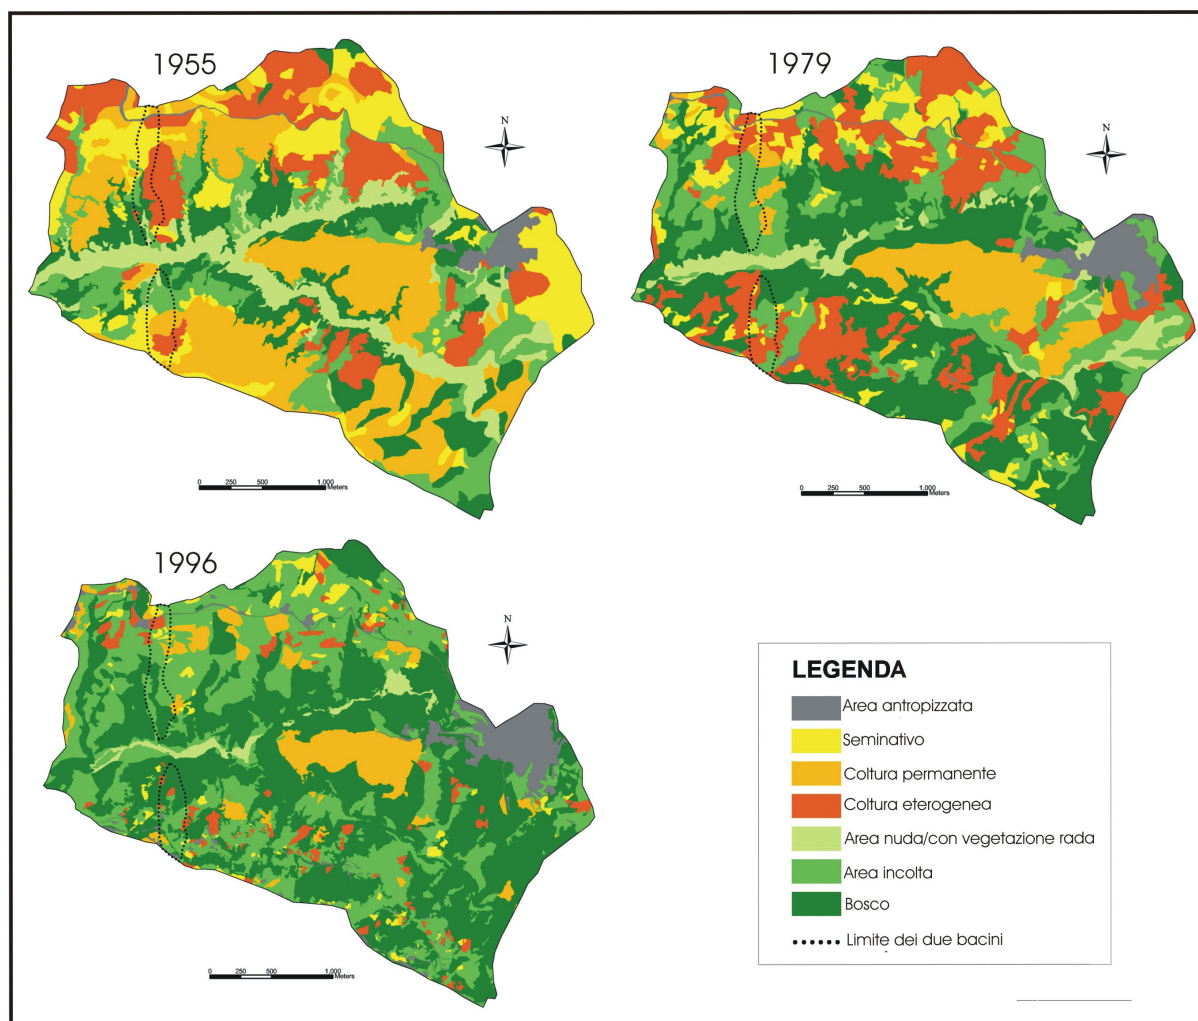 1955
N
0 250 500 1,000
Meters
1979
N
0 250 500 1,000
Meters
1996
N
0 250 500 1,000
Meters
LEGENDA
Area antropizzata
Seminativo
Coltura permanente
Coltura eterogenea
Area nuda/con vegetazione rada
Area incolta
Bosco
Limite dei due bacini